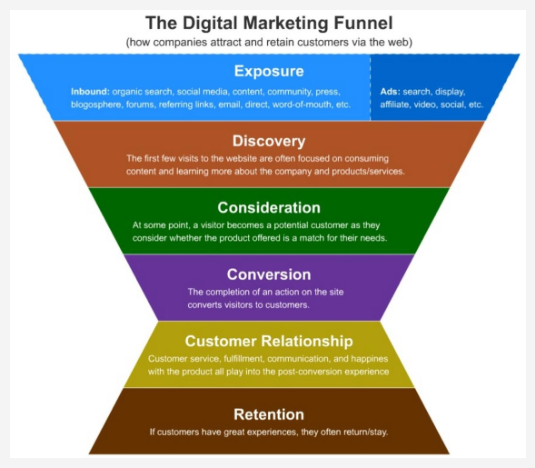 The Digital Marketing Funnel
(how companies attract and retain customers via the web)
Exposure
Inbound: organic search, social media, content, community, press,
blogosphere, forums, referring links, email, direct, word-of-mouth, etc.
Ads: search, display,
affiliate, video, social, etc.
Discovery
The first few visits to the website are often focused on consuming
content and learning more about the company and products/services.
Consideration
At some point, a visitor becomes a potential customer as they
consider whether the product offered is a match for their needs.
Conversion
The completion of an action on the site
converts visitors to customers.
Customer Relationship
Customer service, fulfillment, communication, and happines
with the product all play into the post-conversion experience
Retention
If customers have great experiences, they often return/stay.